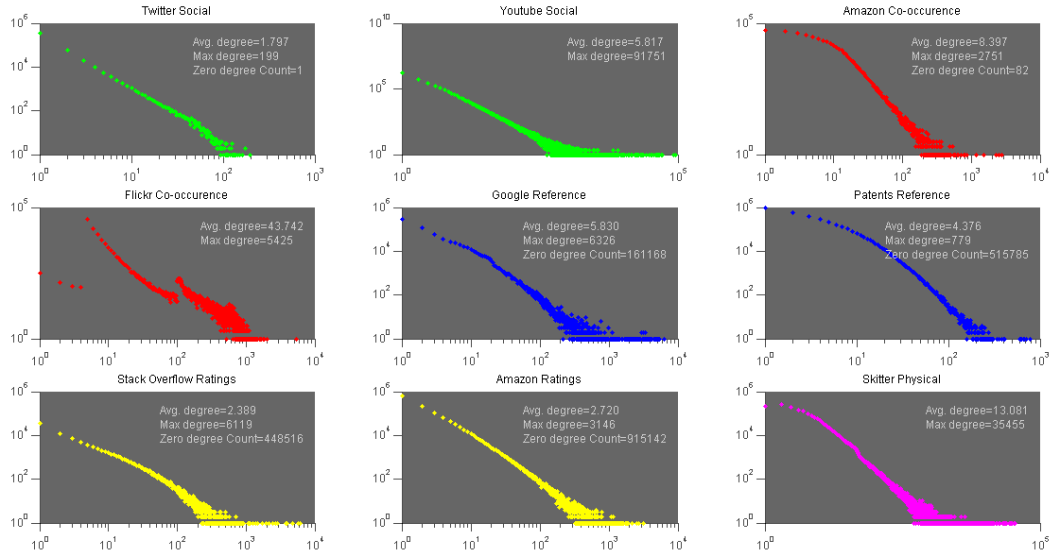 Twitter Social
Avg. degree=1.797
Max degree=199
Zero degree Count=1
10^6
10^4
10^2
10^0
10^0
10^1
10^2
10^3
Youtube Social
Avg. degree=5.817
Max degree=91751
10^10
10^5
10^0
10^0
10^5
Amazon Co-occurence
Avg. degree=8.397
Max degree=2751
Zero degree Count=82
10^5
10^0
10^0
10^1
10^2
10^3
10^4
Flickr Co-occurence
Avg. degree=43.742
Max degree=5425
10^5
10^0
10^0
10^1
10^2
10^3
10^4
Google Reference
Avg. degree=5.830
Max degree=6326
Zero degree Count=161168
10^6
10^4
10^2
10^0
10^0
10^1
10^2
10^3
10^4
Patents Reference
Avg. degree=4.376
Max degree=779
Zero degree Count=515785
10^6
10^4
10^2
10^0
10^0
10^1
10^2
10^3
Stack Overflow Ratings
Avg. degree=2.389
Max degree=6119
Zero degree Count=448516
10^6
10^4
10^2
10^0
10^0
10^1
10^2
10^3
10^4
Amazon Ratings
Avg. degree=2.720
Max degree=3146
Zero degree Count=915142
10^6
10^4
10^2
10^0
10^0
10^1
10^2
10^3
10^4
Skitter Physical
Avg. degree=13.081
Max degree=35455
10^6
10^4
10^2
10^0
10^0
10^5